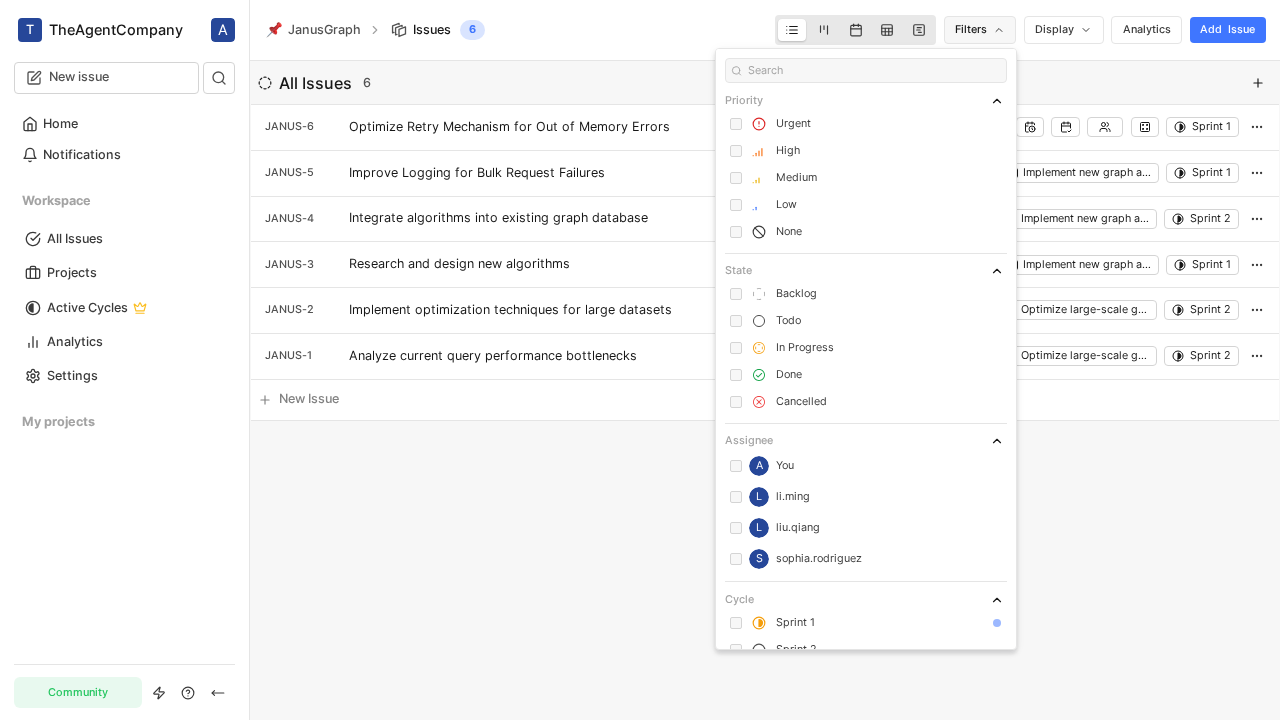 T TheAgentCompany A
New issue
Home
Notifications
Workspace
All Issues
Projects
Active Cycles
Analytics
Settings
My projects
Community
JanusGraph
Issues 6
Filters
Display
Analytics
Add Issue
All Issues 6
JANUS-6 Optimize Retry Mechanism for Out of Memory Errors Sprint 1
JANUS-5 Improve Logging for Bulk Request Failures Implement new graph a... Sprint 1
JANUS-4 Integrate algorithms into existing graph database Implement new graph a... Sprint 2
JANUS-3 Research and design new algorithms Implement new graph a... Sprint 1
JANUS-2 Implement optimization techniques for large datasets Optimize large-scale g... Sprint 2
JANUS-1 Analyze current query performance bottlenecks Optimize large-scale g... Sprint 2
New Issue
Search
Priority
Urgent
High
Medium
Low
None
State
Backlog
Todo
In Progress
Done
Cancelled
Assignee
A You
L li.ming
L liu.qiang
S sophia.rodriguez
Cycle
Sprint 1
Sprint 2